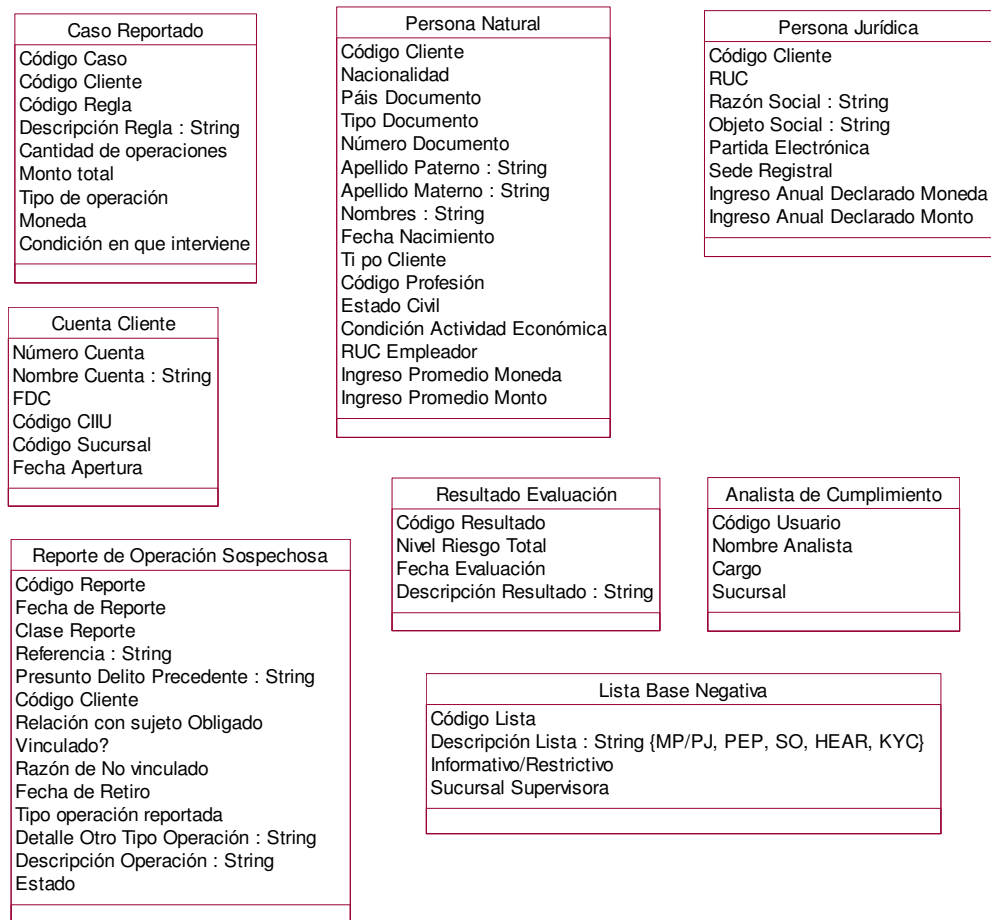 Caso Reportado
Código Caso
Código Cliente
Código Regla
Descripción Regla : String
Cantidad de operaciones
Monto total
Tipo de operación
Moneda
Condición en que interviene
Persona Natural
Código Cliente
Nacionalidad
Páis Documento
Tipo Documento
Número Documento
Apellido Paterno : String
Apellido Materno : String
Nombres : String
Fecha Nacimiento
Ti po Cliente
Código Profesión
Estado Civil
Condición Actividad Económica
RUC Empleador
Ingreso Promedio Moneda
Ingreso Promedio Monto
Persona Jurídica
Código Cliente
RUC
Razón Social : String
Objeto Social : String
Partida Electrónica
Sede Registral
Ingreso Anual Declarado Moneda
Ingreso Anual Declarado Monto
Cuenta Cliente
Número Cuenta
Nombre Cuenta : String
FDC
Código CIIU
Código Sucursal
Fecha Apertura
Resultado Evaluación
Código Resultado
Nivel Riesgo Total
Fecha Evaluación
Descripción Resultado : String
Analista de Cumplimiento
Código Usuario
Nombre Analista
Cargo
Sucursal
Reporte de Operación Sospechosa
Código Reporte
Fecha de Reporte
Clase Reporte
Referencia : String
Presunto Delito Precedente : String
Código Cliente
Relación con sujeto Obligado
Vinculado?
Razón de No vinculado
Fecha de Retiro
Tipo operación reportada
Detalle Otro Tipo Operación : String
Descripción Operación : String
Estado
Lista Base Negativa
Código Lista
Descripción Lista : String {MP/PJ, PEP, SO, HEAR, KYC}
Informativo/Restrictivo
Sucursal Supervisora